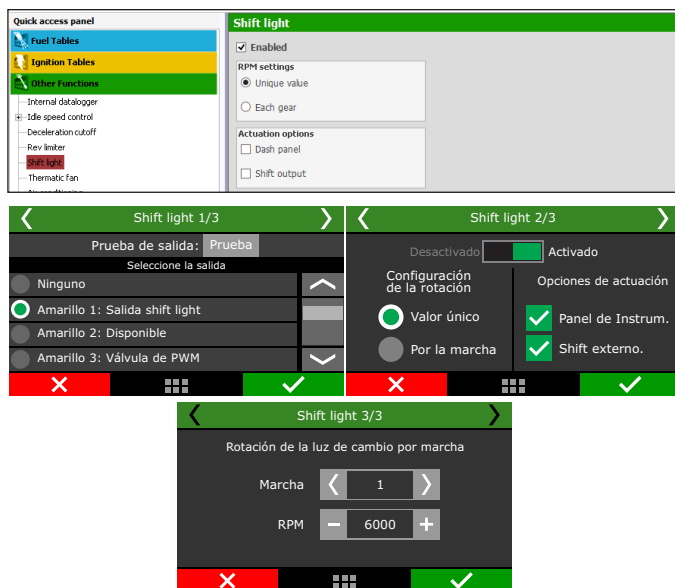 Quick access panel
Fuel Tables
Ignition Tables
Other Functions
Internal datalogger
Idle speed control
Deceleration cutoff
Rev limiter
Shift light
Thermatic fan
Shift light
Enabled
RPM settings
Unique value
Each gear
Actuation options
Dash panel
Shift output
Shift light 1/3
Prueba de salida: Prueba
Seleccione la salida
Ninguno
Amarillo 1: Salida shift light
Amarillo 2: Disponible
Amarillo 3: Válvula de PWM
Shift light 2/3
Desactivado Activado
Configuración
de la rotación
Valor único
Por la marcha
Opciones de actuación
Panel de Instrum.
Shift externo.
Shift light 3/3
Rotación de la luz de cambio por marcha
Marcha 1
RPM 6000